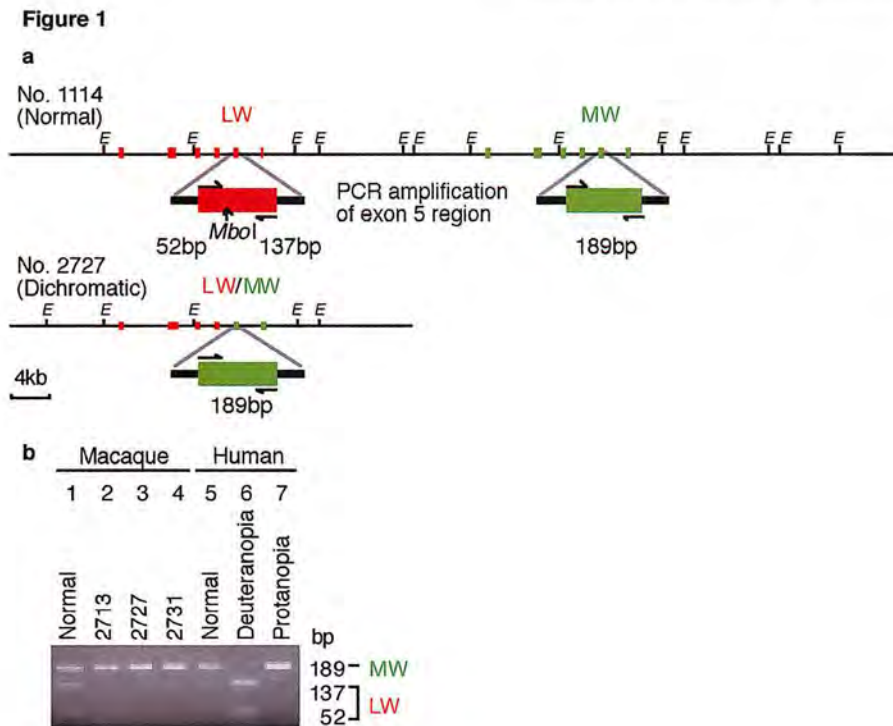 Figure 1
a
No. 1114
(Normal)
LW
MW
E E E E E E E E E E E E
PCR amplification
of exon 5 region
MboI
52bp 137bp
189bp
No. 2727
(Dichromatic)
LW/MW
E E E E E
189bp
4kb
b
Macaque Human
1 2 3 4 5 6 7
Normal
2713
2727
2731
Normal
Deuteranopia
Protanopia
bp
189 MW
137
52 LW